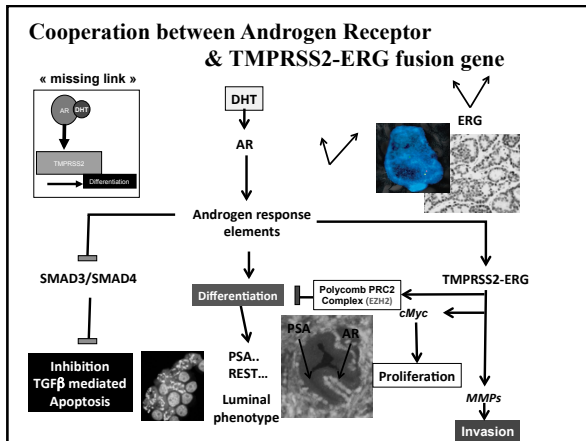 Cooperation between Androgen Receptor
& TMPRSS2-ERG fusion gene
« missing link »
AR
DHT
TMPRSS2
Differentiation
DHT
AR
ERG
Androgen response
elements
SMAD3/SMAD4
Differentiation
Polycomb PRC2
Complex (EZH2)
TMPRSS2-ERG
cMyc
PSA
AR
Inhibition
TGFβ mediated
Apoptosis
PSA..
REST...
Luminal
phenotype
Proliferation
MMPs
Invasion